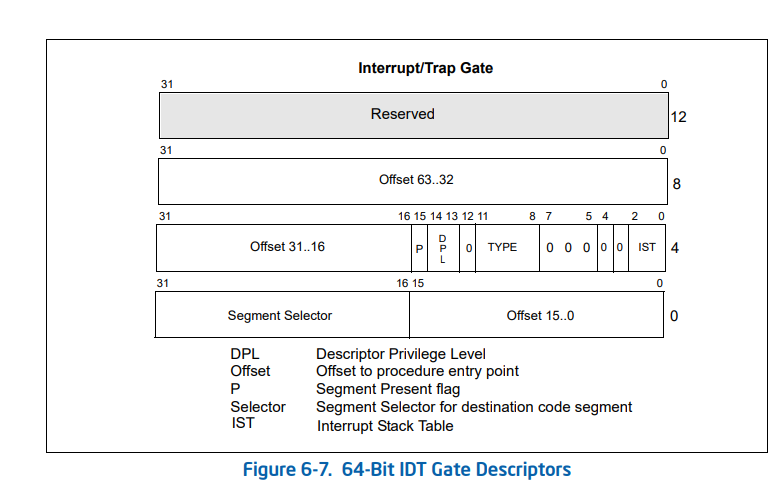 Interrupt/Trap Gate
31 0
Reserved 12
31 0
Offset 63..32 8
31 16 15 14 13 12 11 8 7 5 4 2 0
Offset 31..16 P DPL 0 TYPE 0 0 0 0 0 IST 4
31 16 15 0
Segment Selector Offset 15..0 0
DPL Descriptor Privilege Level
Offset Offset to procedure entry point
P Segment Present flag
Selector Segment Selector for destination code segment
IST Interrupt Stack Table
Figure 6-7. 64-Bit IDT Gate Descriptors